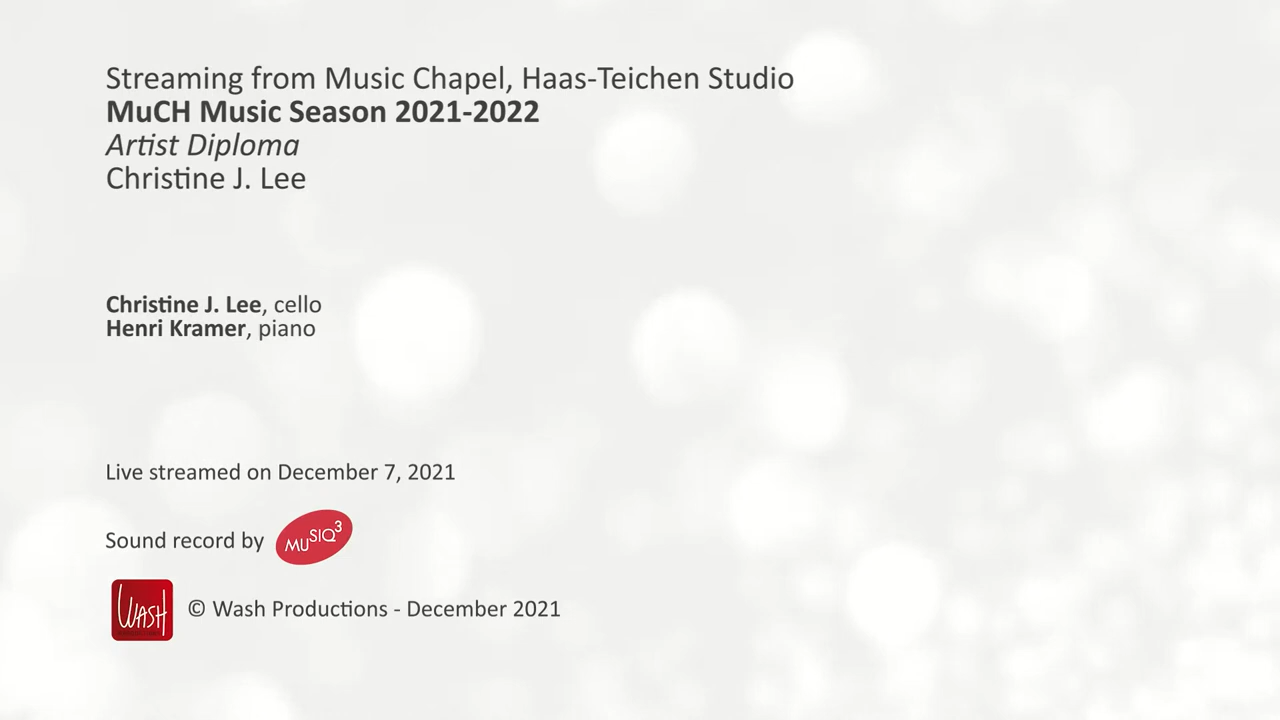 Streaming from Music Chapel, Haas-Teichen Studio
MuCH Music Season 2021-2022
Artist Diploma
Christine J. Lee
Christine J. Lee, cello
Henri Kramer, piano
Live streamed on December 7, 2021
Sound record by MUSIQ3
WASH © Wash Productions - December 2021